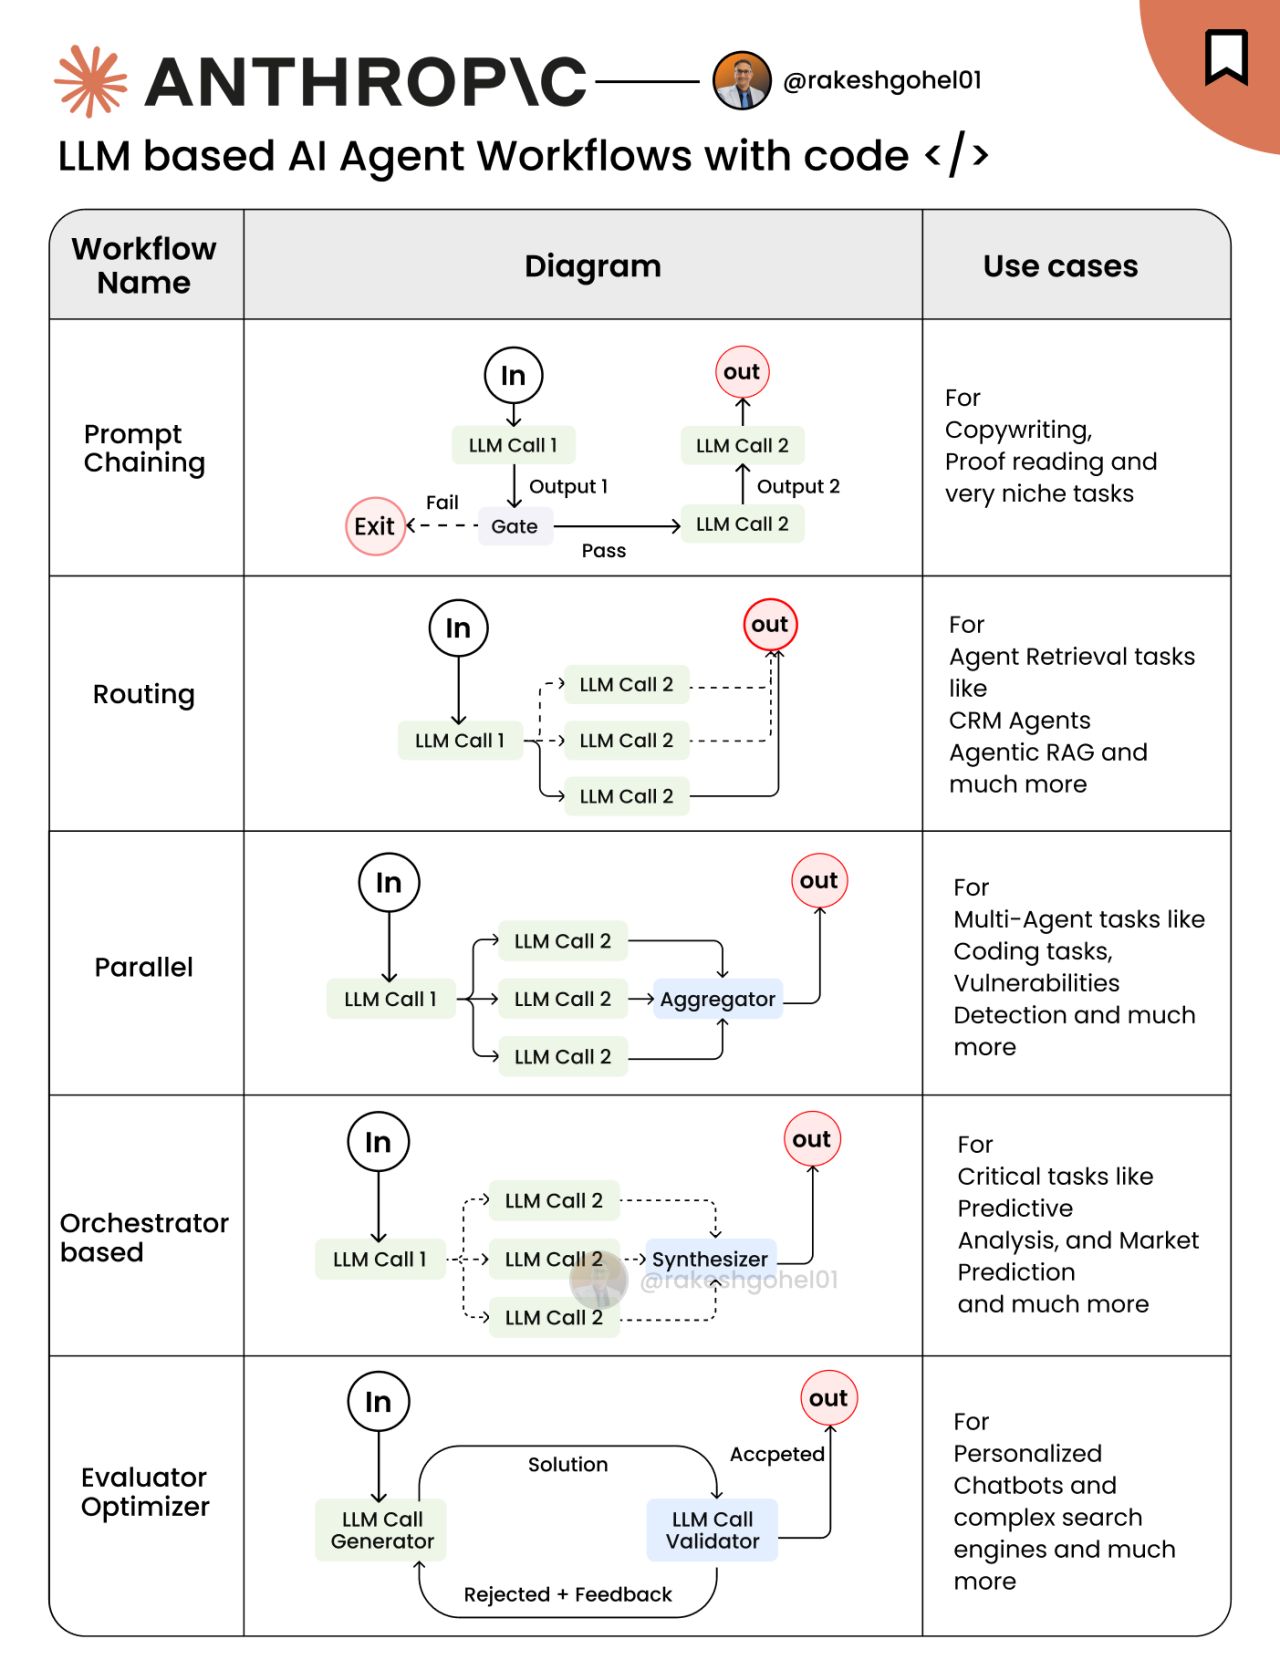 ANTHROP\C
@rakeshgohel01
LLM based AI Agent Workflows with code </>
Workflow
Name
Diagram
Use cases
Prompt
Chaining
In
out
LLM Call 1
LLM Call 2
Output 1
Output 2
Fail
Exit
Gate
LLM Call 2
Pass
For
Copywriting,
Proof reading and
very niche tasks
Routing
In
out
LLM Call 2
LLM Call 1
LLM Call 2
LLM Call 2
For
Agent Retrieval tasks
like
CRM Agents
Agentic RAG and
much more
Parallel
In
out
LLM Call 2
LLM Call 1
LLM Call 2
Aggregator
LLM Call 2
For
Multi-Agent tasks like
Coding tasks,
Vulnerabilities
Detection and much
more
Orchestrator
based
In
out
LLM Call 2
LLM Call 1
LLM Call 2
Synthesizer
@rakeshgohel01
LLM Call 2
For
Critical tasks like
Predictive
Analysis, and Market
Prediction
and much more
Evaluator
Optimizer
In
out
Accpeted
Solution
LLM Call
Generator
LLM Call
Validator
Rejected + Feedback
For
Personalized
Chatbots and
complex search
engines and much
more